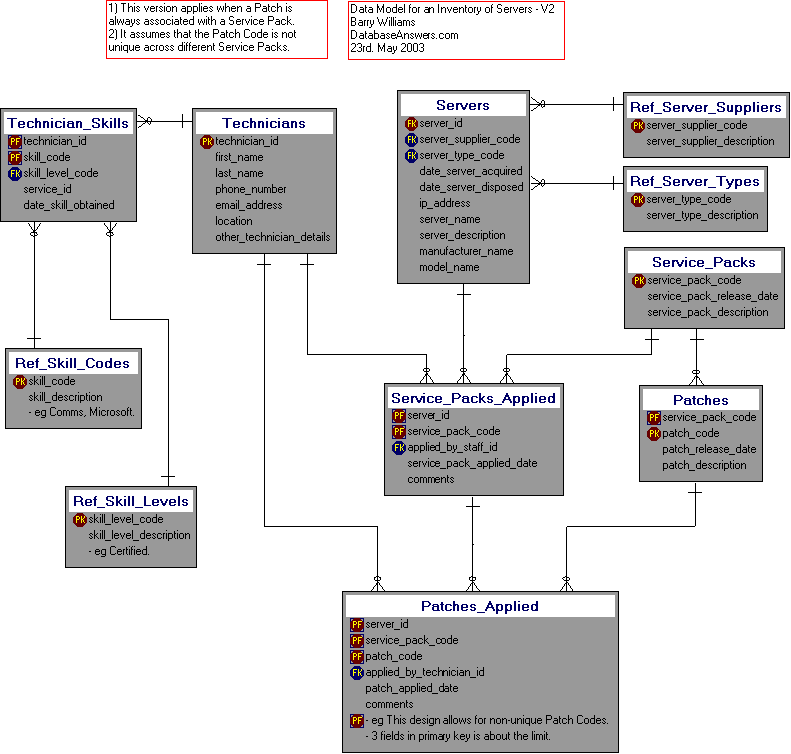 1) This version applies when a Patch is
always associated with a Service Pack.
2) It assumes that the Patch Code is not
unique across different Service Packs.
Data Model for an Inventory of Servers - V2
Barry Williams
DatabaseAnswers.com
23rd. May 2003
Technician_Skills
PF technician_id
PF skill_code
FK skill_level_code
service_id
date_skill_obtained
Technicians
PK technician_id
first_name
last_name
phone_number
email_address
location
other_technician_details
Servers
FK server_id
FK server_supplier_code
FK server_type_code
date_server_acquired
date_server_disposed
ip_address
server_name
server_description
manufacturer_name
model_name
Ref_Server_Suppliers
PK server_supplier_code
server_supplier_description
Ref_Server_Types
PK server_type_code
server_type_description
Service_Packs
PK service_pack_code
service_pack_release_date
service_pack_description
Ref_Skill_Codes
PK skill_code
skill_description
- eg Comms, Microsoft.
Service_Packs_Applied
PF server_id
PF service_pack_code
FK applied_by_staff_id
service_pack_applied_date
comments
Patches
PF service_pack_code
PK patch_code
patch_release_date
patch_description
Ref_Skill_Levels
PK skill_level_code
skill_level_description
- eg Certified.
Patches_Applied
PF server_id
PF service_pack_code
PF patch_code
FK applied_by_technician_id
patch_applied_date
comments
PF - eg This design allows for non-unique Patch Codes.
- 3 fields in primary key is about the limit.